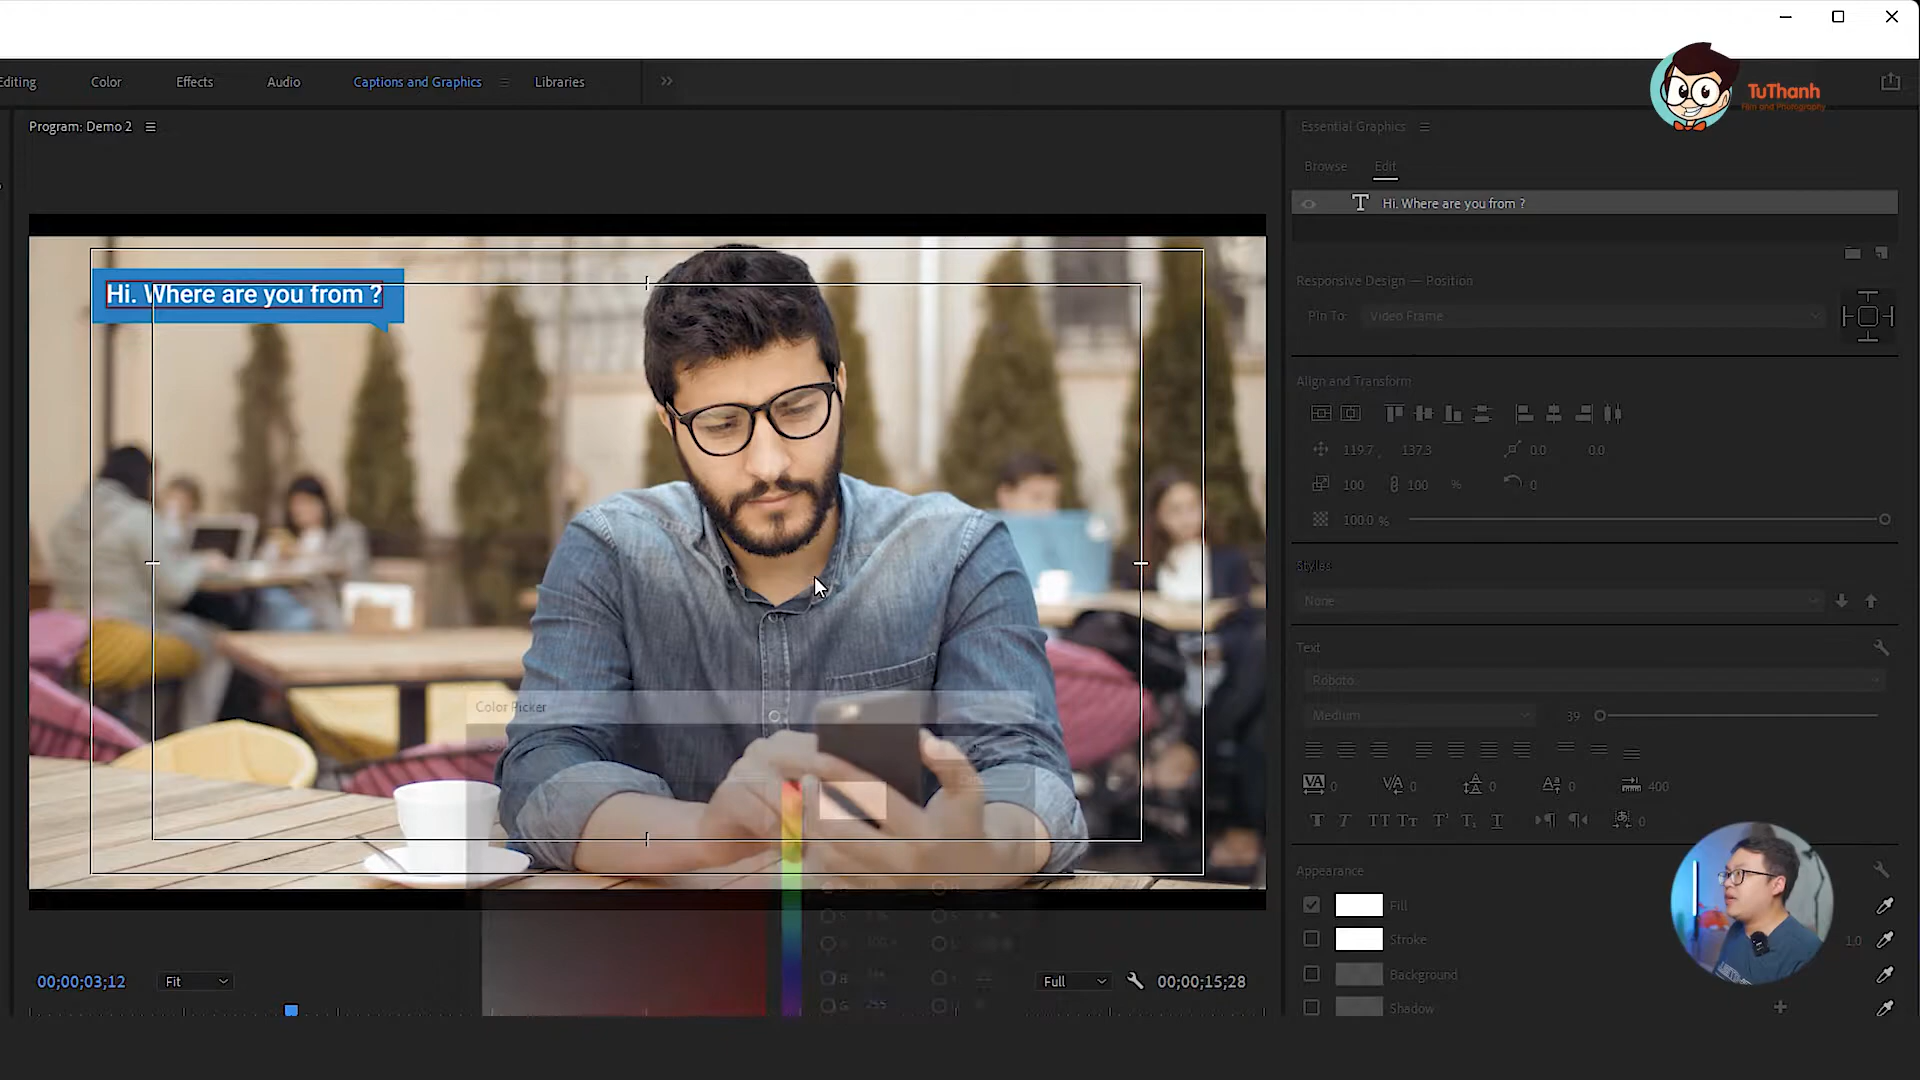 Editing
Color
Effects
Audio
Captions and Graphics
Libraries
TuThanh
Film and Photography
Program: Demo 2
Essential Graphics
Browse
Edit
Hi. Where are you from ?
Hi. Where are you from ?
Responsive Design — Position
Pin To:
Video Frame
Align and Transform
119.7 , 137.3
0.0
0.0
100
100 %
0
100.0 %
Styles
None
Text
Roboto
Medium
39
Color Picker
0
0
0
0
400
0
Appearance
Fill
Stroke
1.0
Background
Shadow
00;00;03;12
Fit
Full
00;00;15;28
255